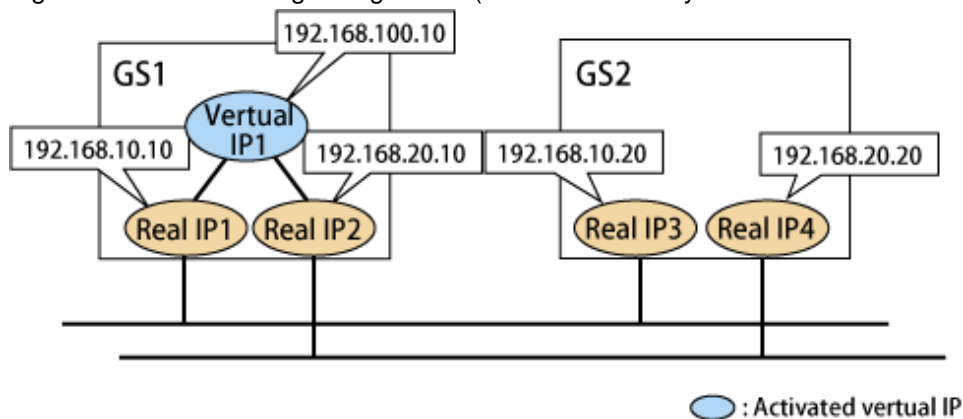 192.168.100.10
GS1
GS2
Vertual
IP1
192.168.10.10
192.168.20.10
192.168.10.20
192.168.20.20
Real IP1
Real IP2
Real IP3
Real IP4
: Activated vertual IP